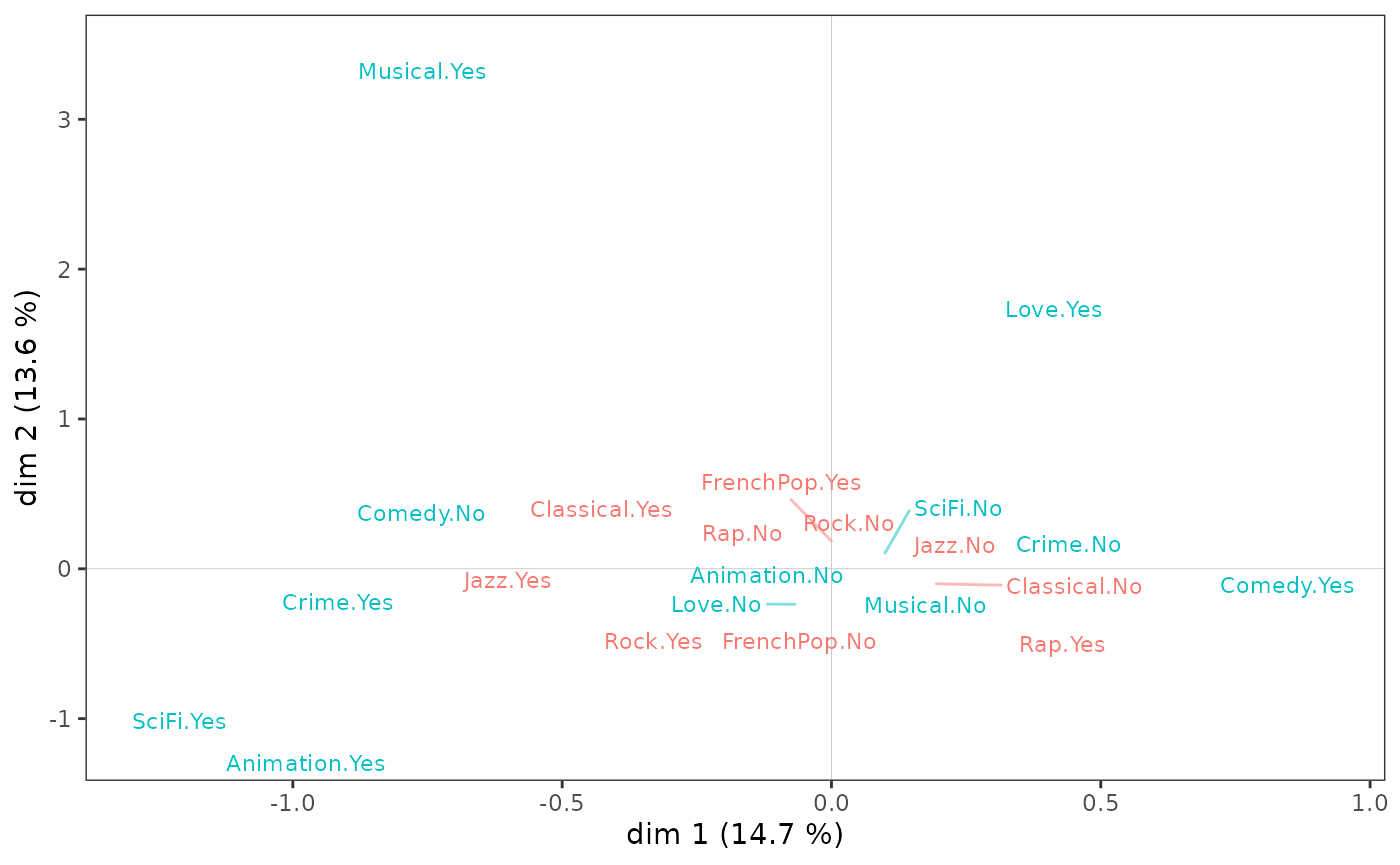 Musical.Yes
3
2
Love.Yes
dim 2 (13.6 %)
1
FrenchPop.Yes
Comedy.No
Classical.Yes
SciFi.No
Rock.No
Rap.No
Jazz.No
Crime.No
0
Animation.No
Jazz.Yes
Classical.No
Comedy.Yes
Crime.Yes
Love.No
Musical.No
Rock.Yes
FrenchPop.No
Rap.Yes
-1
SciFi.Yes
Animation.Yes
-1.0
-0.5
0.0
0.5
1.0
dim 1 (14.7 %)